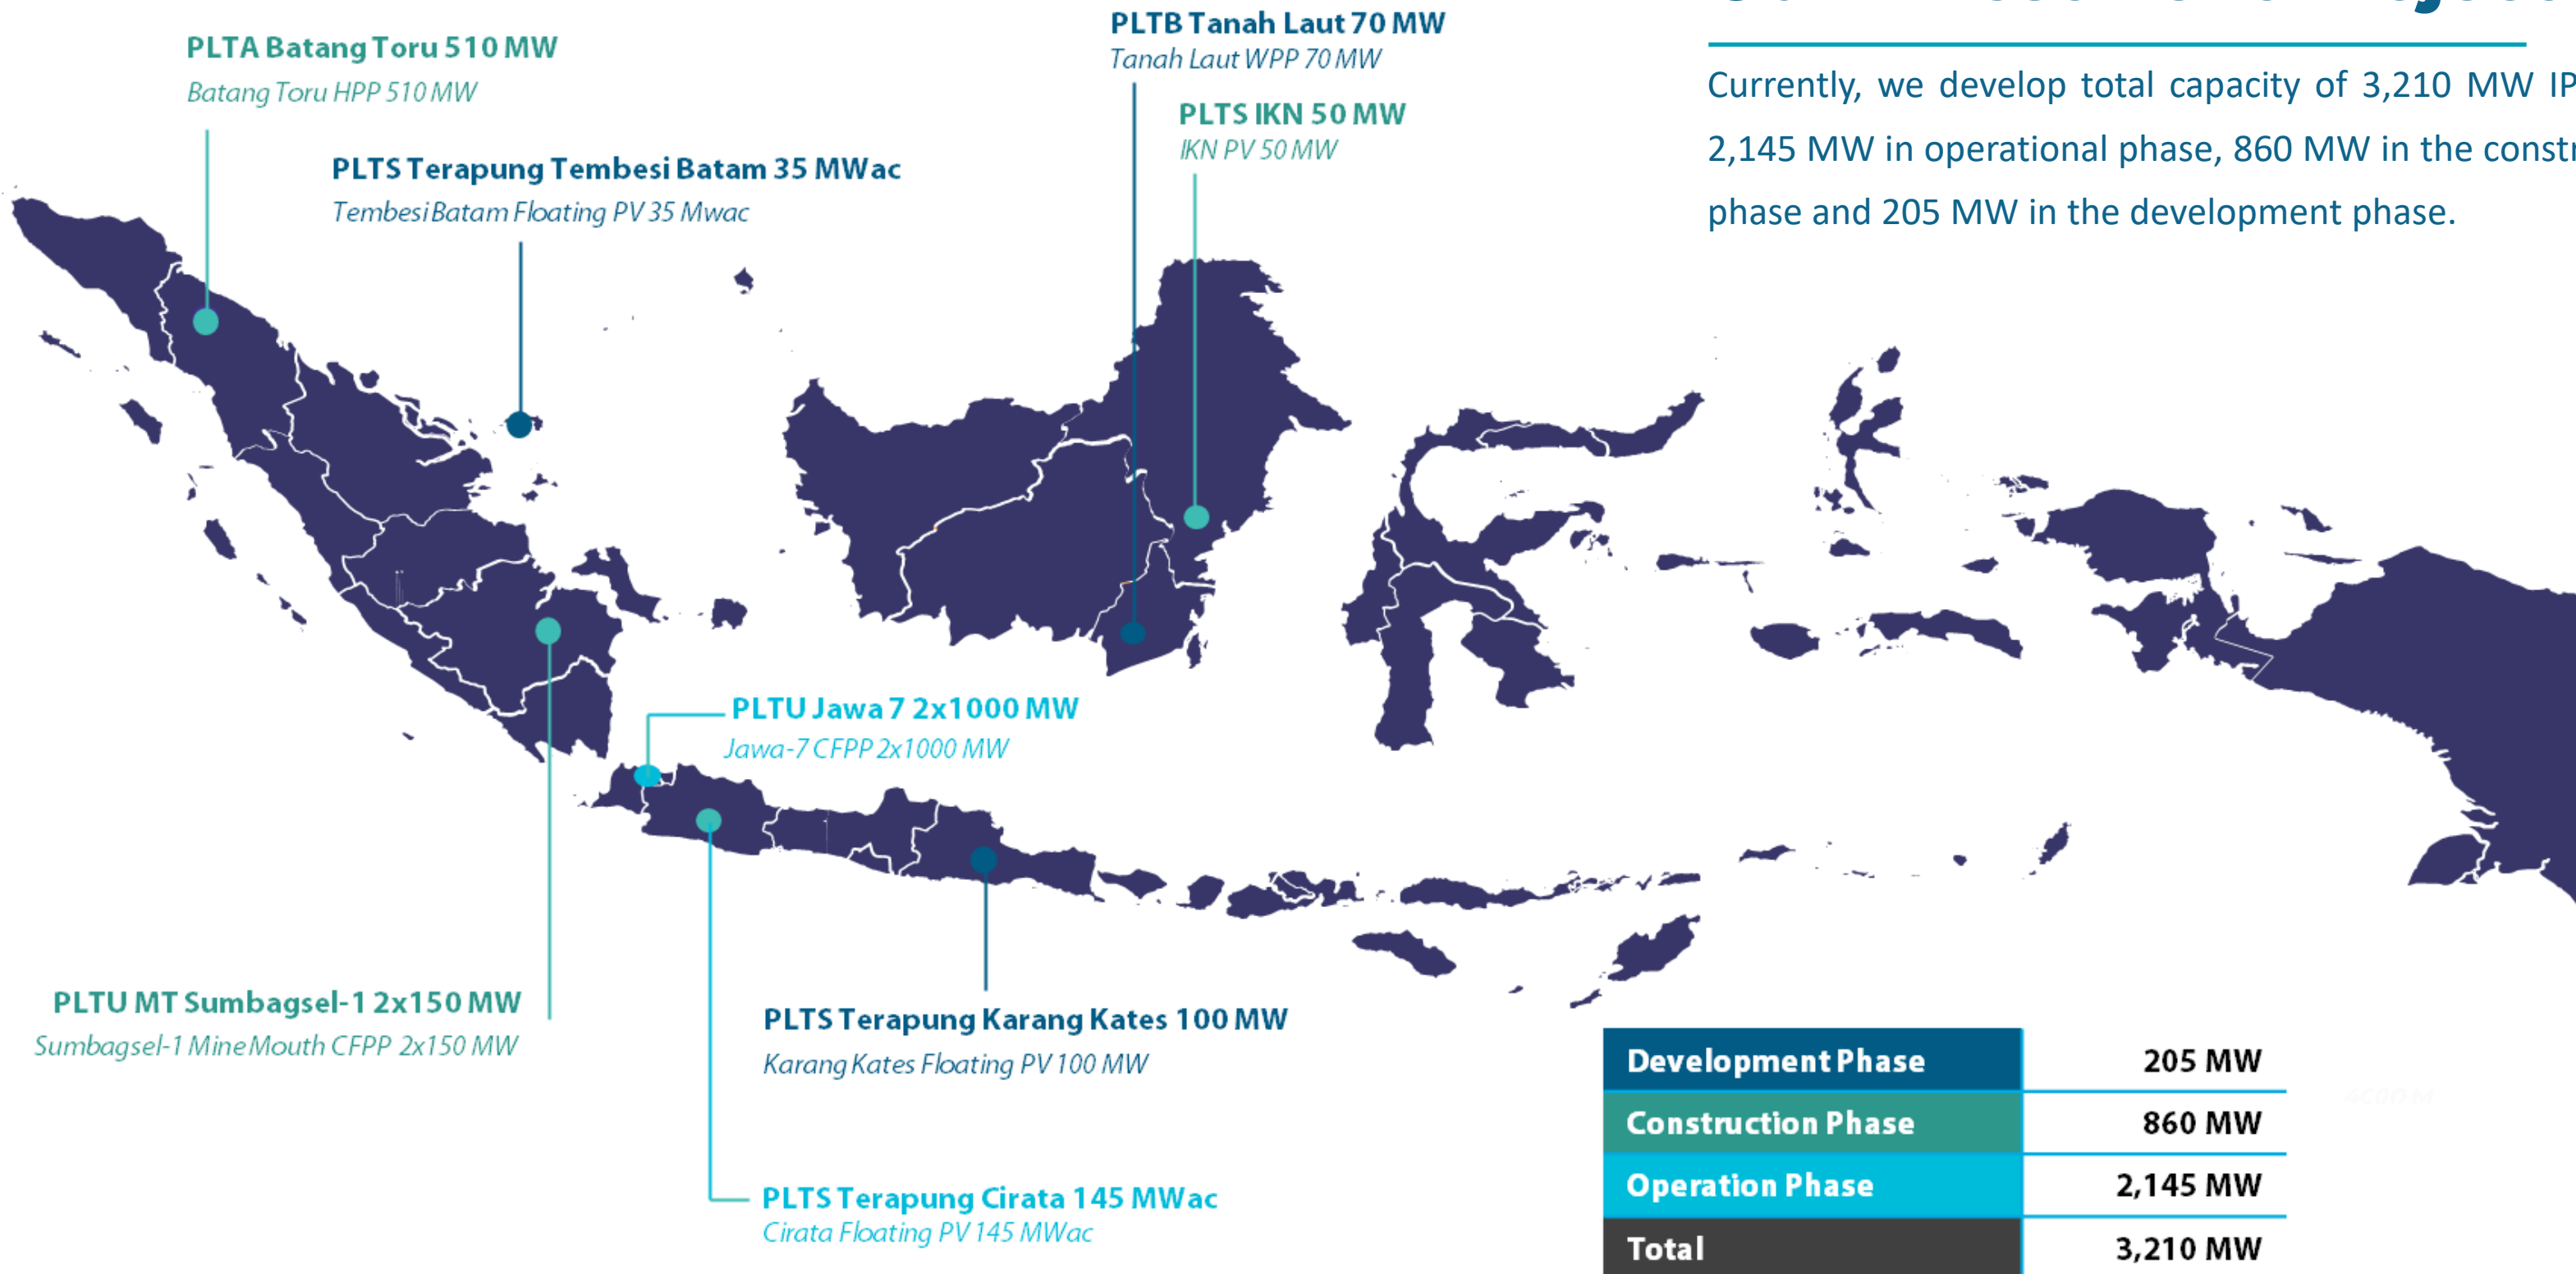 PLTA Batang Toru 510 MW
Batang Toru HPP 510 MW
PLTS Terapung Tembesi Batam 35 MWac
Tembesi Batam Floating PV 35 Mwac
PLTB Tanah Laut 70 MW
Tanah Laut WPP 70 MW
PLTS IKN 50 MW
IKN PV 50 MW
Currently, we develop total capacity of 3,210 MW
2,145 MW in operational phase, 860 MW in the
phase and 205 MW in the development phase.
PLTU Jawa 7 2x1000 MW
Jawa-7 CFPP 2x1000 MW
PLTU MT Sumbagsel-1 2x150 MW
Sumbagsel-1 Mine Mouth CFPP 2x150 MW
PLTS Terapung Karang Kates 100 MW
Karang Kates Floating PV 100 MW
PLTS Terapung Cirata 145 MWac
Cirata Floating PV 145 MWac
Development Phase 205 MW
Construction Phase 860 MW
Operation Phase 2,145 MW
Total 3,210 MW